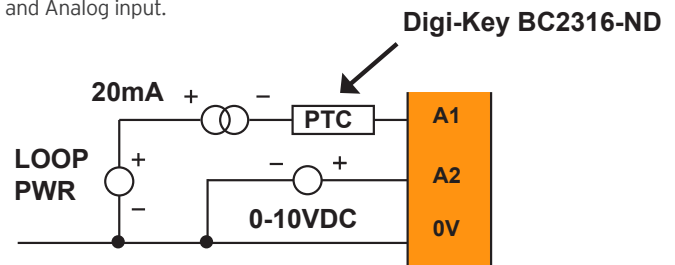 and Analog input.
Digi-Key BC2316-ND
20mA + −
PTC
A1
LOOP
PWR
+
−
− +
A2
0-10VDC
0V